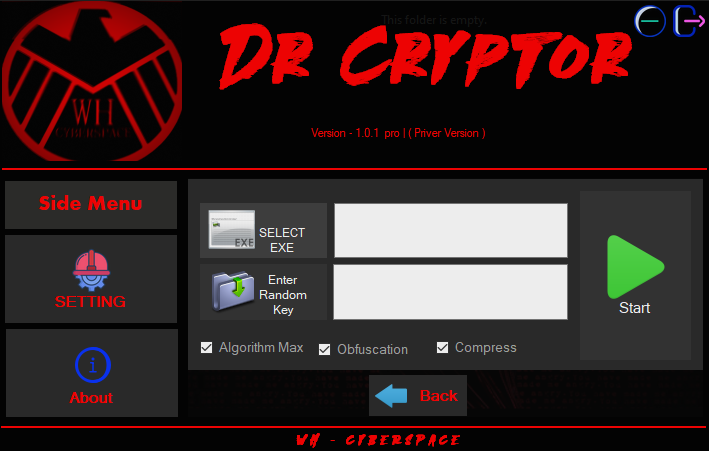 This folder is empty.
DR CRYPTOR
WH
CYBERSPACE
Version - 1.0.1 pro | ( Priver Version )
Side Menu
SETTING
About
EXE
SELECT
EXE
Enter
Random
Key
Start
Algorithm Max
Obfuscation
Compress
Back
WH - CYBERSPACE